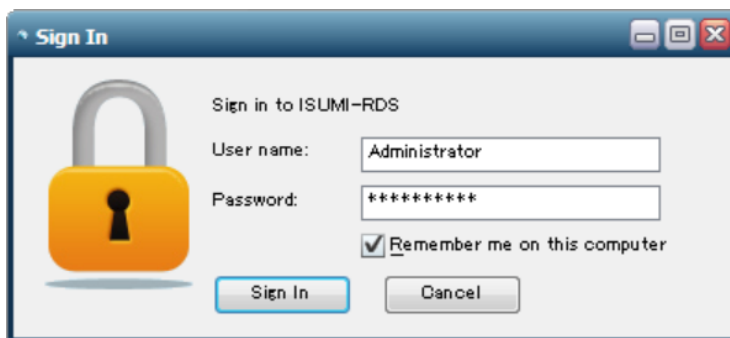 Sign In
Sign in to ISUMI-RDS
User name: Administrator
Password: **********
Remember me on this computer
Sign In Cancel